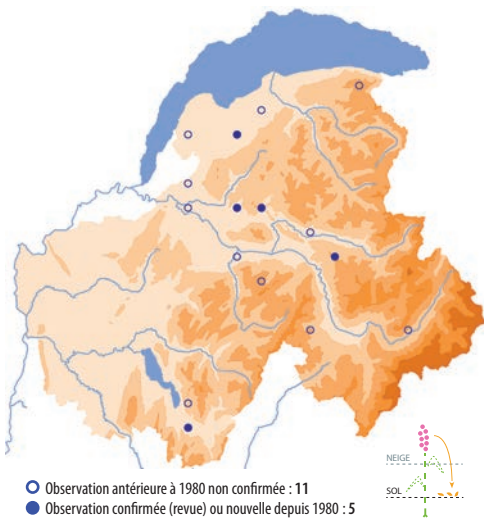 NEIGE
SOL
Observation antérieure à 1980 non confirmée : 11
Observation confirmée (revue) ou nouvelle depuis 1980 : 5